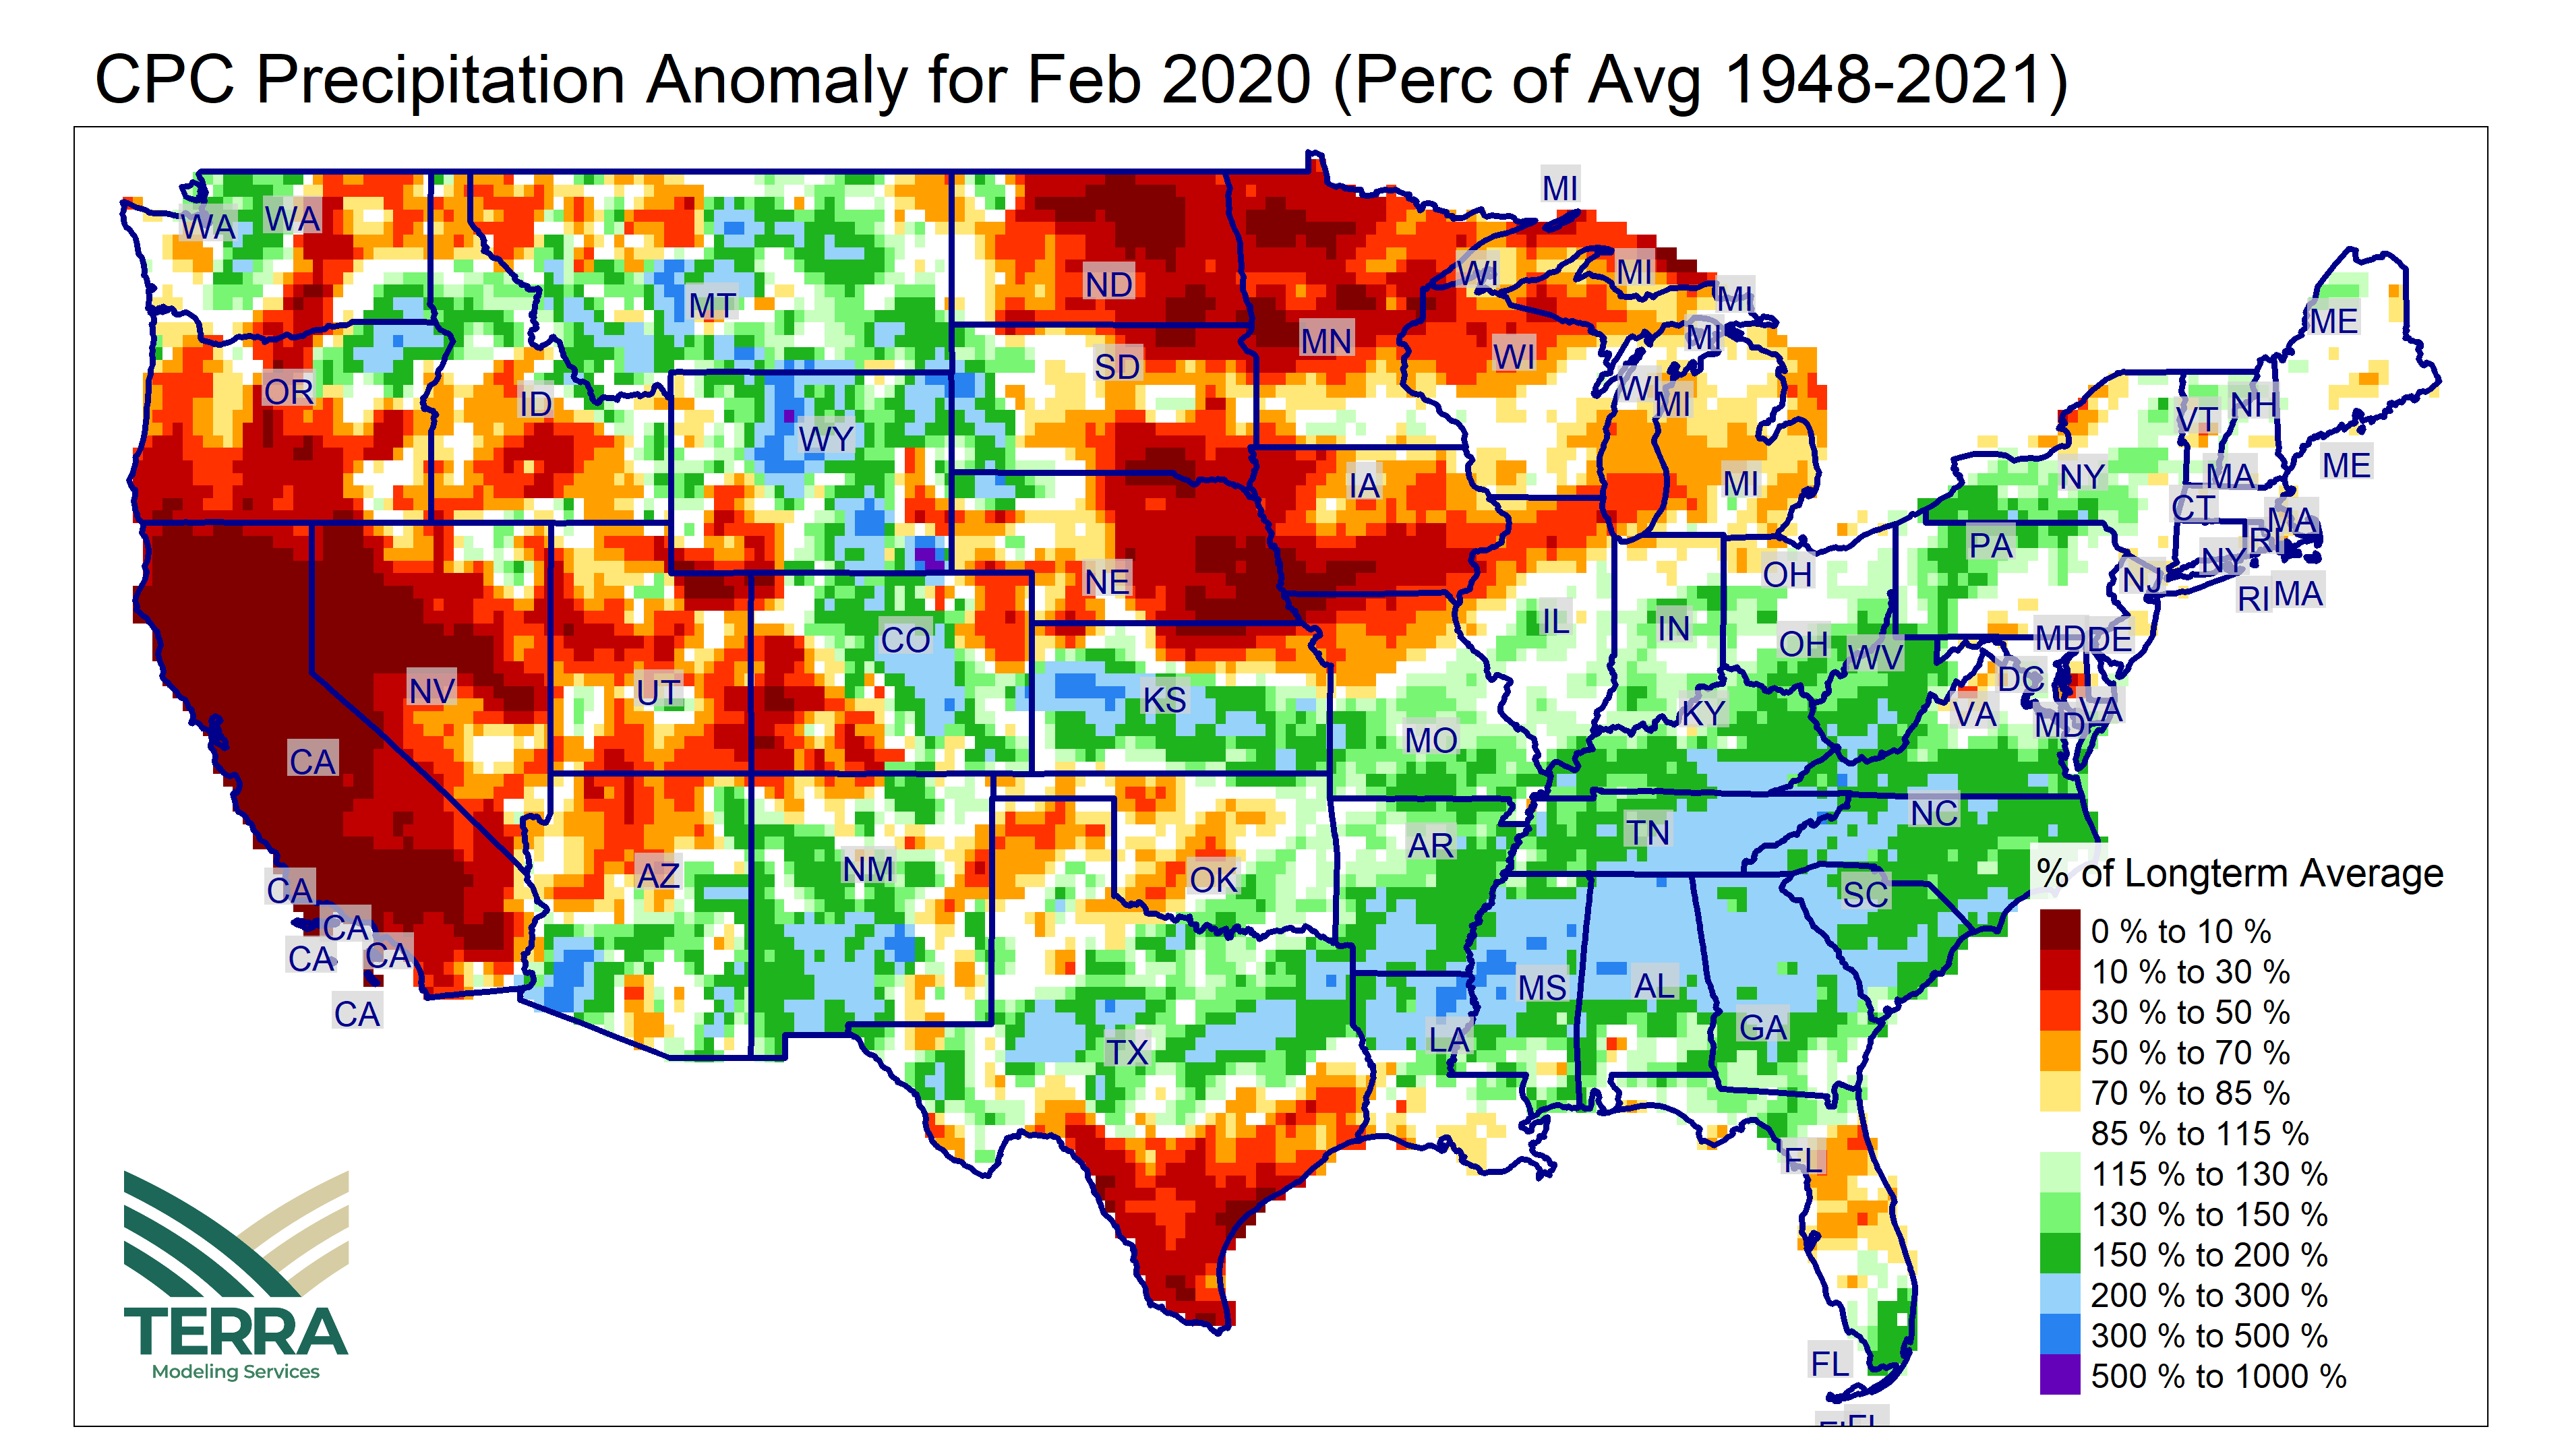 CPC Precipitation Anomaly for Feb 2020 (Perc of Avg 1948-2021)
MI
WA WA
WI MI
ND MT MI
ME
MN MI
WI
SD
OR ID WI MI VT NH
WY
ME
IA MI NY MA
CT MA
PA RI
NE OH NY
NJ RI MA
IL IN
CO OH WV MD DE
NV UT KS DC
KY VA VA
MD
CA MO
NC
TN
AR
AZ NM OK SC
CA
CA
CA CA
MS AL
CA LA GA
TX
FL
FL
FL
% of Longterm Average
0 % to 10 %
10 % to 30 %
30 % to 50 %
50 % to 70 %
70 % to 85 %
85 % to 115 %
115 % to 130 %
130 % to 150 %
150 % to 200 %
200 % to 300 %
300 % to 500 %
500 % to 1000 %
TERRA
Modeling Services